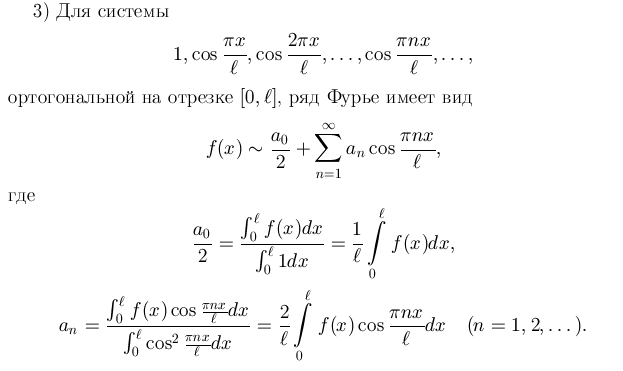 3) Для системы
1, cos πx/ℓ, cos 2πx/ℓ, . . . , cos πnx/ℓ, . . . ,
ортогональной на отрезке [0, ℓ], ряд Фурье имеет вид
f(x) ∼ a₀/2 + ∑_{n=1}^{∞} aₙ cos πnx/ℓ,
где
a₀/2 = ∫₀^ℓ f(x)dx / ∫₀^ℓ 1dx = 1/ℓ ∫₀^ℓ f(x)dx,
aₙ = ∫₀^ℓ f(x) cos πnx/ℓ dx / ∫₀^ℓ cos² πnx/ℓ dx = 2/ℓ ∫₀^ℓ f(x) cos πnx/ℓ dx (n = 1, 2, . . . ).